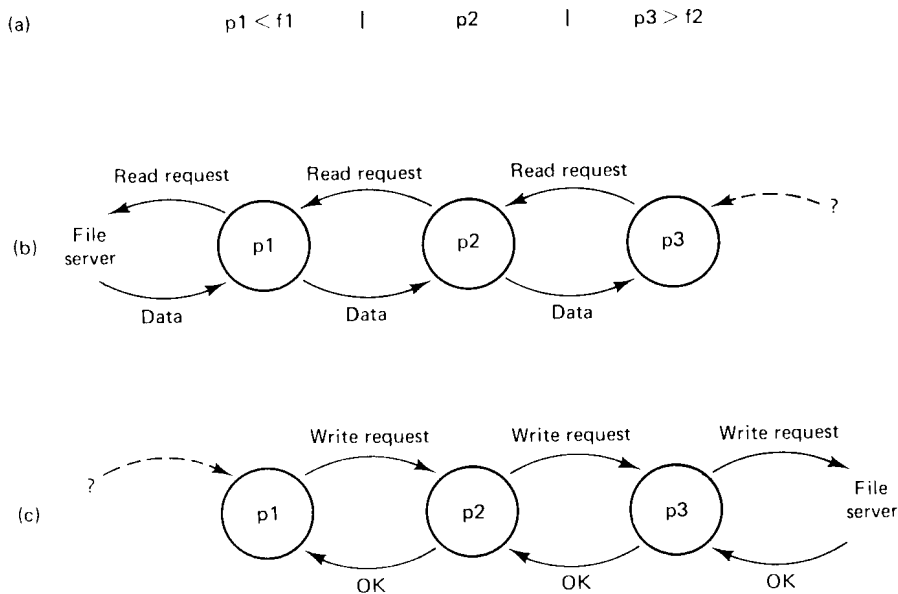 (a) p1 < f1 | p2 | p3 > f2
Read request Read request Read request
?
(b) File server p1 p2 p3
Data Data Data
Write request Write request Write request
?
(c) p1 p2 p3 File server
OK OK OK